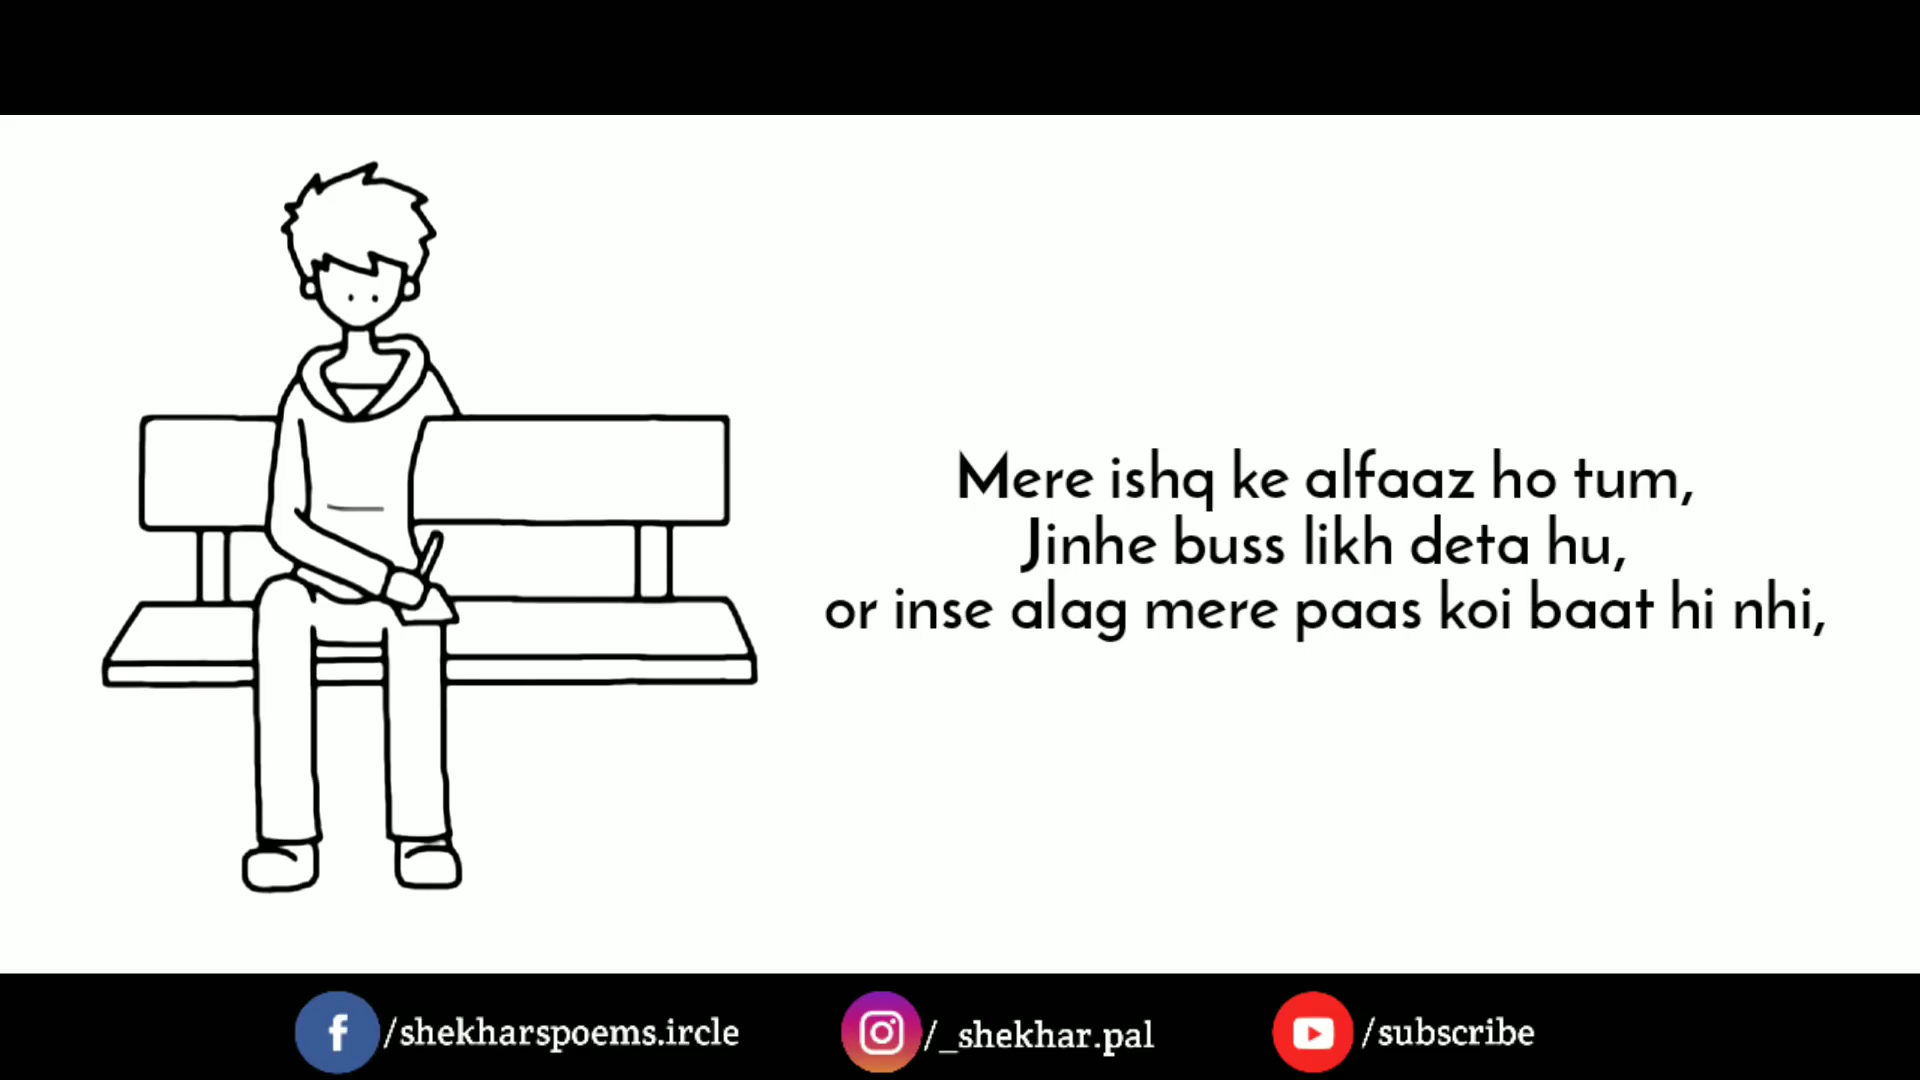 Mere ishq ke alfaaz ho tum,
Jinhe buss likh deta hu,
or inse alag mere paas koi baat hi nhi,
/shekharspoems.ircle
/_shekhar.pal
/subscribe